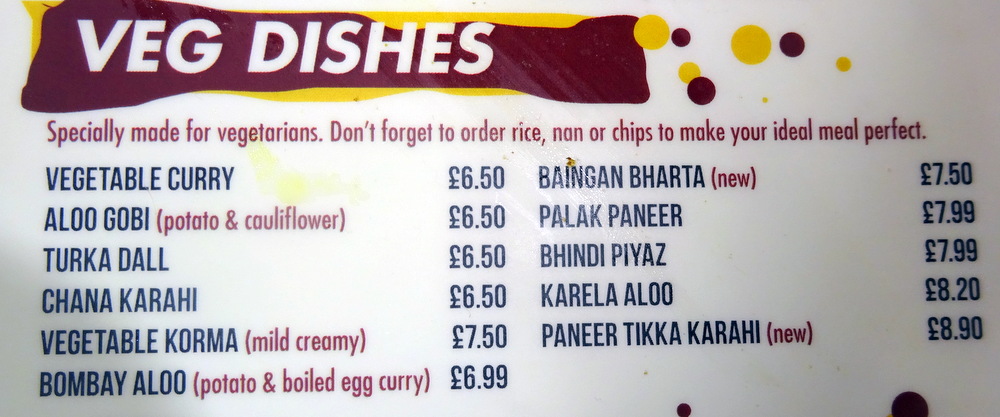 VEG DISHES
Specially made for vegetarians. Don't forget to order rice, nan or chips to make your ideal meal perfect.
VEGETABLE CURRY £6.50
ALOO GOBI (potato & cauliflower) £6.50
TURKA DALL £6.50
CHANA KARAHI £6.50
VEGETABLE KORMA (mild creamy) £7.50
BOMBAY ALOO (potato & boiled egg curry) £6.99
BAINGAN BHARTA (new) £7.50
PALAK PANEER £7.99
BHINDI PIYAZ £7.99
KARELA ALOO £8.20
PANEER TIKKA KARAHI (new) £8.90